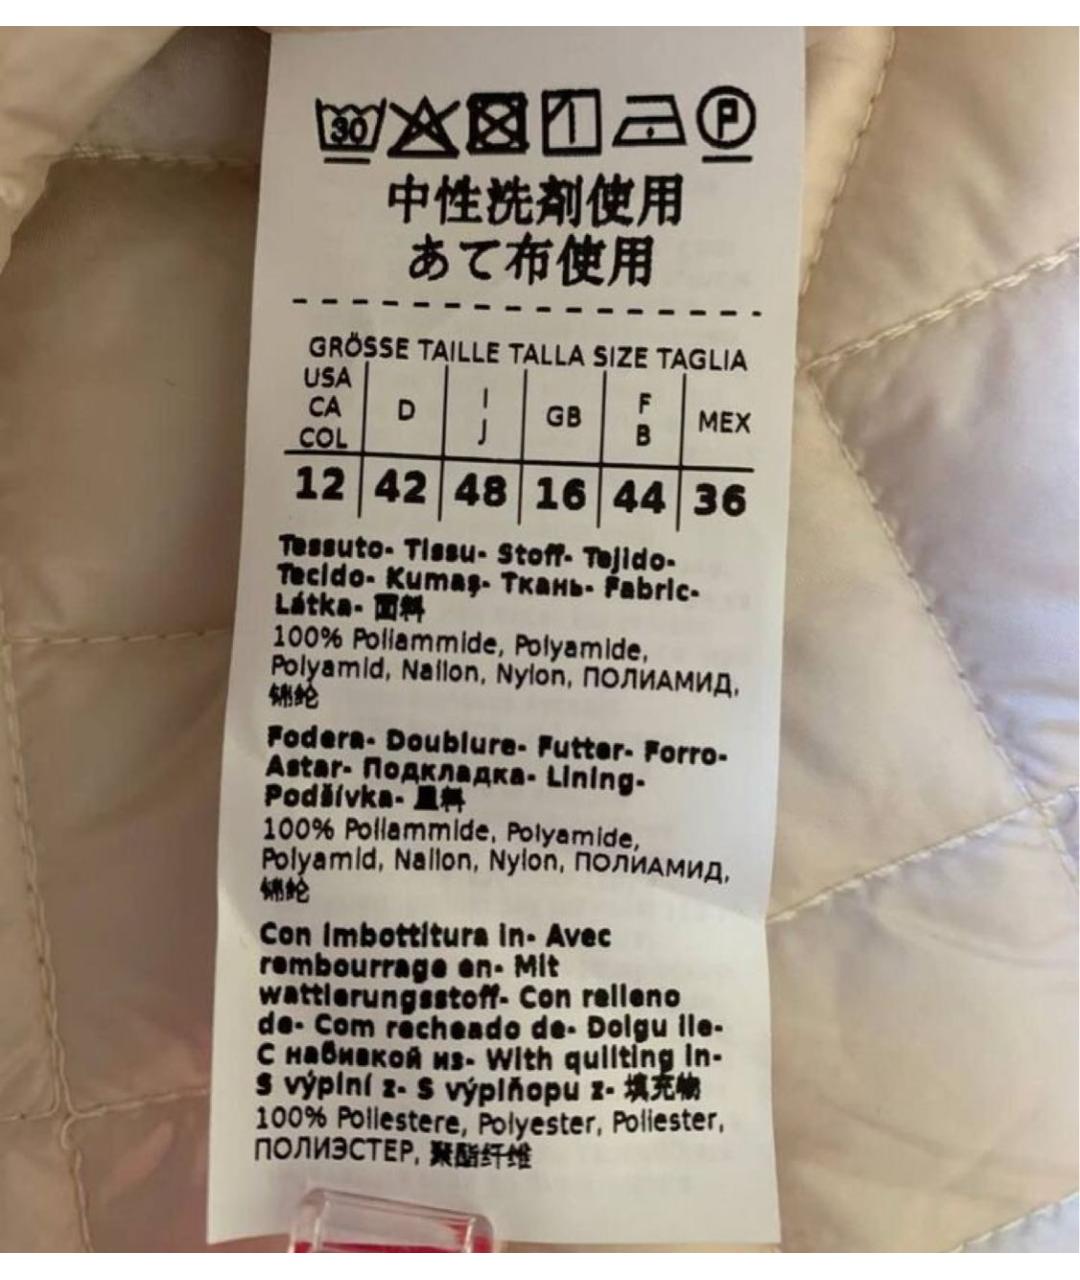 30 P
中性洗剤使用
あて布使用
GRÖSSE TAILLE TALLA SIZE TAGLIA
USA CA COL D I J GB F B MEX
12 42 48 16 44 36
Tessuto- Tissu- Stoff- Tejido-
Tecido- Kumaş- Ткань- Fabric-
Látka- 面料
100% Poliammide, Polyamide,
Polyamid, Nailon, Nylon, ПОЛИАМИД,
锦纶
Fodera- Doublure- Futter- Forro-
Astar- Подкладка- Lining-
Podšívka- 里料
100% Poliammide, Polyamide,
Polyamid, Nailon, Nylon, ПОЛИАМИД,
锦纶
Con imbottitura in- Avec
rembourrage en- Mit
wattierungsstoff- Con relleno
de- Com recheado de- Dolgu ile-
С набивкой из- With quilting in-
S výplní z- S výplňopu z- 填充物
100% Poliestere, Polyester, Poliester,
ПОЛИЭСТЕР, 聚酯纤维